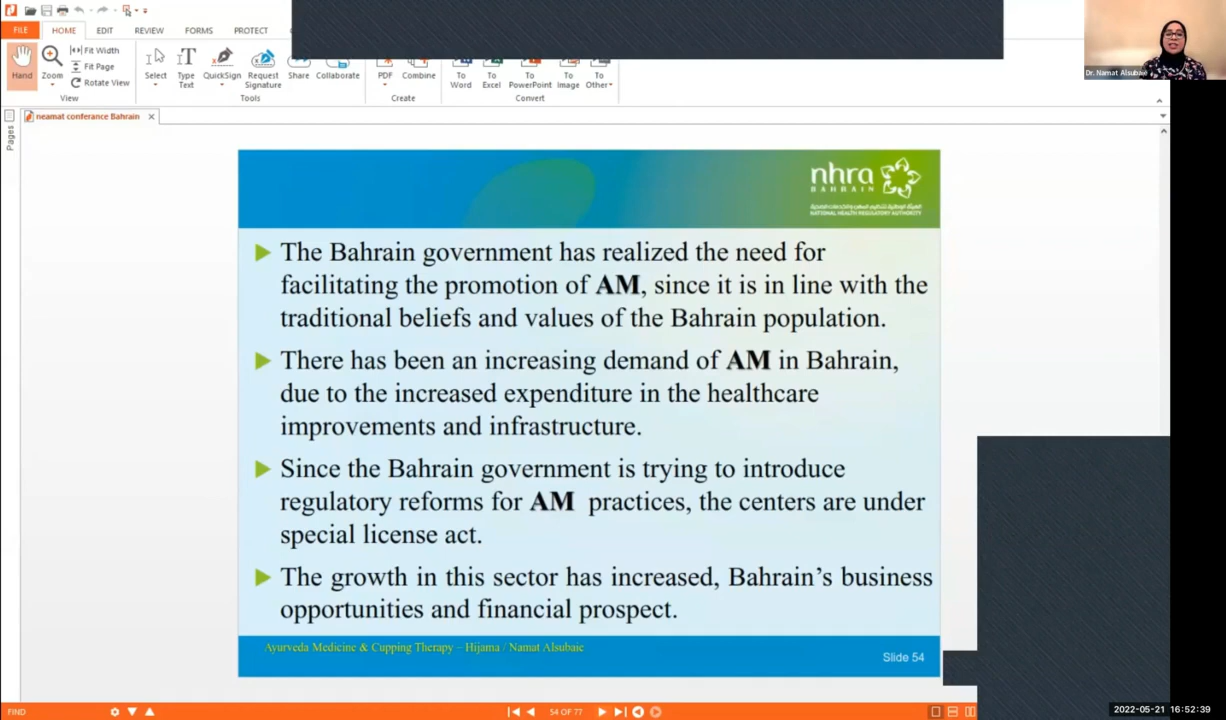 FILE HOME EDIT REVIEW FORMS PROTECT
Hand
Zoom
Fit Width
Fit Page
Rotate View
View
Select
Type Text
QuickSign
Request Signature
Share
Collaborate
Tools
PDF
Combine
Create
To Word
To Excel
To PowerPoint
To Image
To Other
Convert
Dr. Namat Alsubaie
neamat conferance Bahrain
Pages
nhra
BAHRAIN
NATIONAL HEALTH REGULATORY AUTHORITY
The Bahrain government has realized the need for
facilitating the promotion of AM, since it is in line with the
traditional beliefs and values of the Bahrain population.
There has been an increasing demand of AM in Bahrain,
due to the increased expenditure in the healthcare
improvements and infrastructure.
Since the Bahrain government is trying to introduce
regulatory reforms for AM practices, the centers are under
special license act.
The growth in this sector has increased, Bahrain's business
opportunities and financial prospect.
Ayurveda Medicine & Cupping Therapy – Hijama / Namat Alsubaie
Slide 54
FIND
54 OF 77
2022-05-21 16:52:39